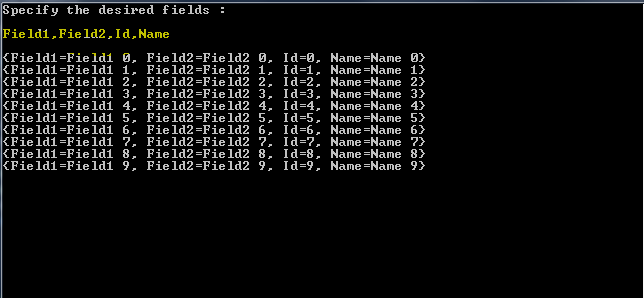 Specify the desired fields :
Field1,Field2,Id,Name
{Field1=Field1 0, Field2=Field2 0, Id=0, Name=Name 0}
{Field1=Field1 1, Field2=Field2 1, Id=1, Name=Name 1}
{Field1=Field1 2, Field2=Field2 2, Id=2, Name=Name 2}
{Field1=Field1 3, Field2=Field2 3, Id=3, Name=Name 3}
{Field1=Field1 4, Field2=Field2 4, Id=4, Name=Name 4}
{Field1=Field1 5, Field2=Field2 5, Id=5, Name=Name 5}
{Field1=Field1 6, Field2=Field2 6, Id=6, Name=Name 6}
{Field1=Field1 7, Field2=Field2 7, Id=7, Name=Name 7}
{Field1=Field1 8, Field2=Field2 8, Id=8, Name=Name 8}
{Field1=Field1 9, Field2=Field2 9, Id=9, Name=Name 9}